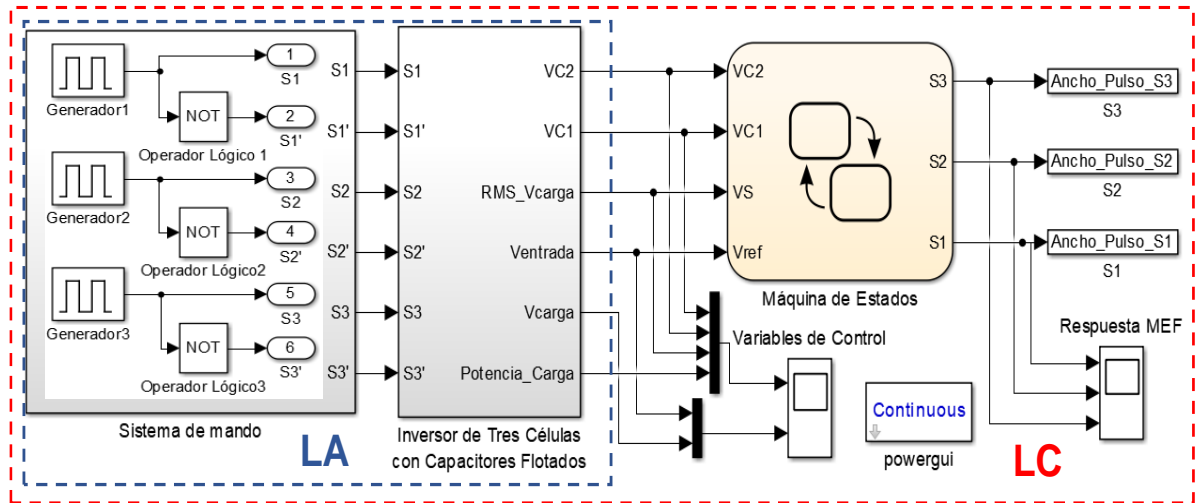 1
S1
Generador1
NOT
2
S1'
Operador Lógico 1
3
S2
Generador2
NOT
4
S2'
Operador Lógico2
5
S3
Generador3
NOT
6
S3'
Operador Lógico3
S1
S1'
S2
S2'
S3
S3'
Sistema de mando
LA
S1
S1'
S2
S2'
S3
S3'
VC2
VC1
RMS_Vcarga
Ventrada
Vcarga
Potencia_Carga
Inversor de Tres Células
con Capacitores Flotados
VC2
VC1
VS
Vref
S3
S2
S1
Máquina de Estados
Variables de Control
Ancho_Pulso_S3
S3
Ancho_Pulso_S2
S2
Ancho_Pulso_S1
S1
Respuesta MEF
Continuous
powergui
LC